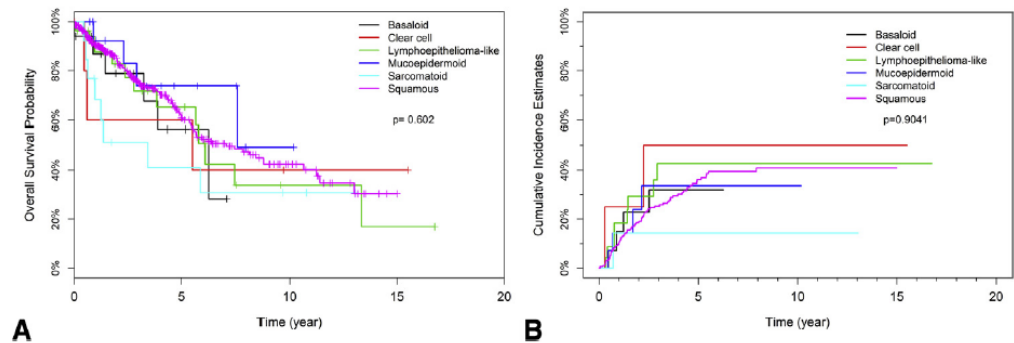 Overall Survival Probability
100%
80%
60%
40%
20%
0%
Basaloid
Clear cell
Lymphoepithelioma-like
Mucoepidermoid
Sarcomatoid
Squamous
p= 0.602
0
5
10
15
20
Time (year)
A
Cumulative Incidence Estimates
100%
80%
60%
40%
20%
0%
Basaloid
Clear cell
Lymphoepithelioma-like
Mucoepidermoid
Sarcomatoid
Squamous
p=0.9041
0
5
10
15
20
Time (year)
B